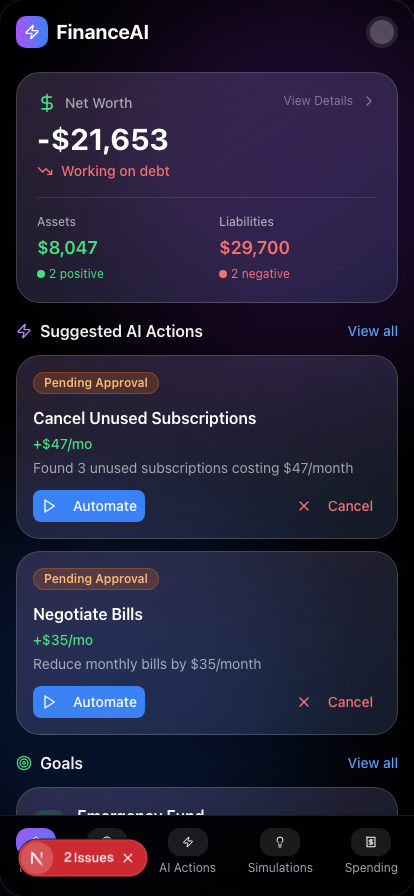 FinanceAI
Net Worth
View Details
-$21,653
Working on debt
Assets
Liabilities
$8,047
$29,700
2 positive
2 negative
Suggested AI Actions
View all
Pending Approval
Cancel Unused Subscriptions
+$47/mo
Found 3 unused subscriptions costing $47/month
Automate
Cancel
Pending Approval
Negotiate Bills
+$35/mo
Reduce monthly bills by $35/month
Automate
Cancel
Goals
View all
Emergency Fund
N
2 Issues
AI Actions
Simulations
Spending